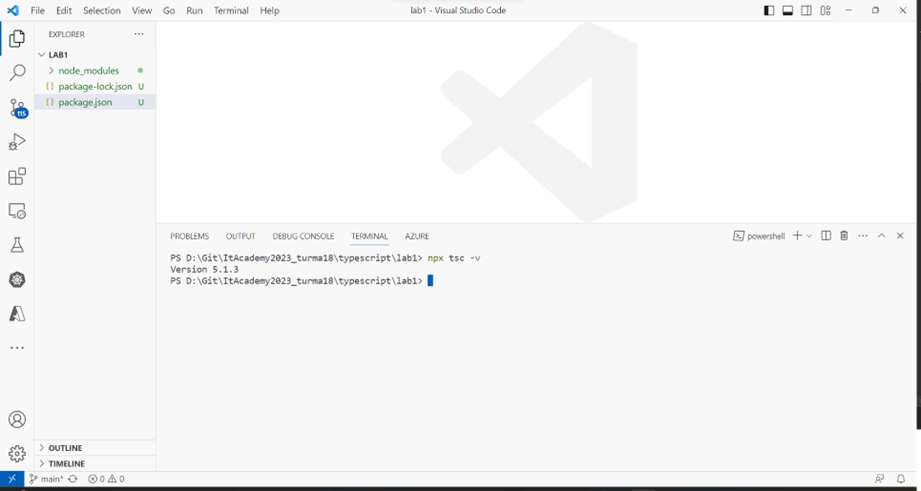 File Edit Selection View Go Run Terminal Help
lab1 - Visual Studio Code
EXPLORER
LAB1
node_modules
package-lock.json U
package.json U
115
PROBLEMS OUTPUT DEBUG CONSOLE TERMINAL AZURE
powershell
PS D:\Git\ItAcademy2023_turma18\typescript\lab1> npx tsc -v
Version 5.1.3
PS D:\Git\ItAcademy2023_turma18\typescript\lab1>
OUTLINE
TIMELINE
main* 0 0